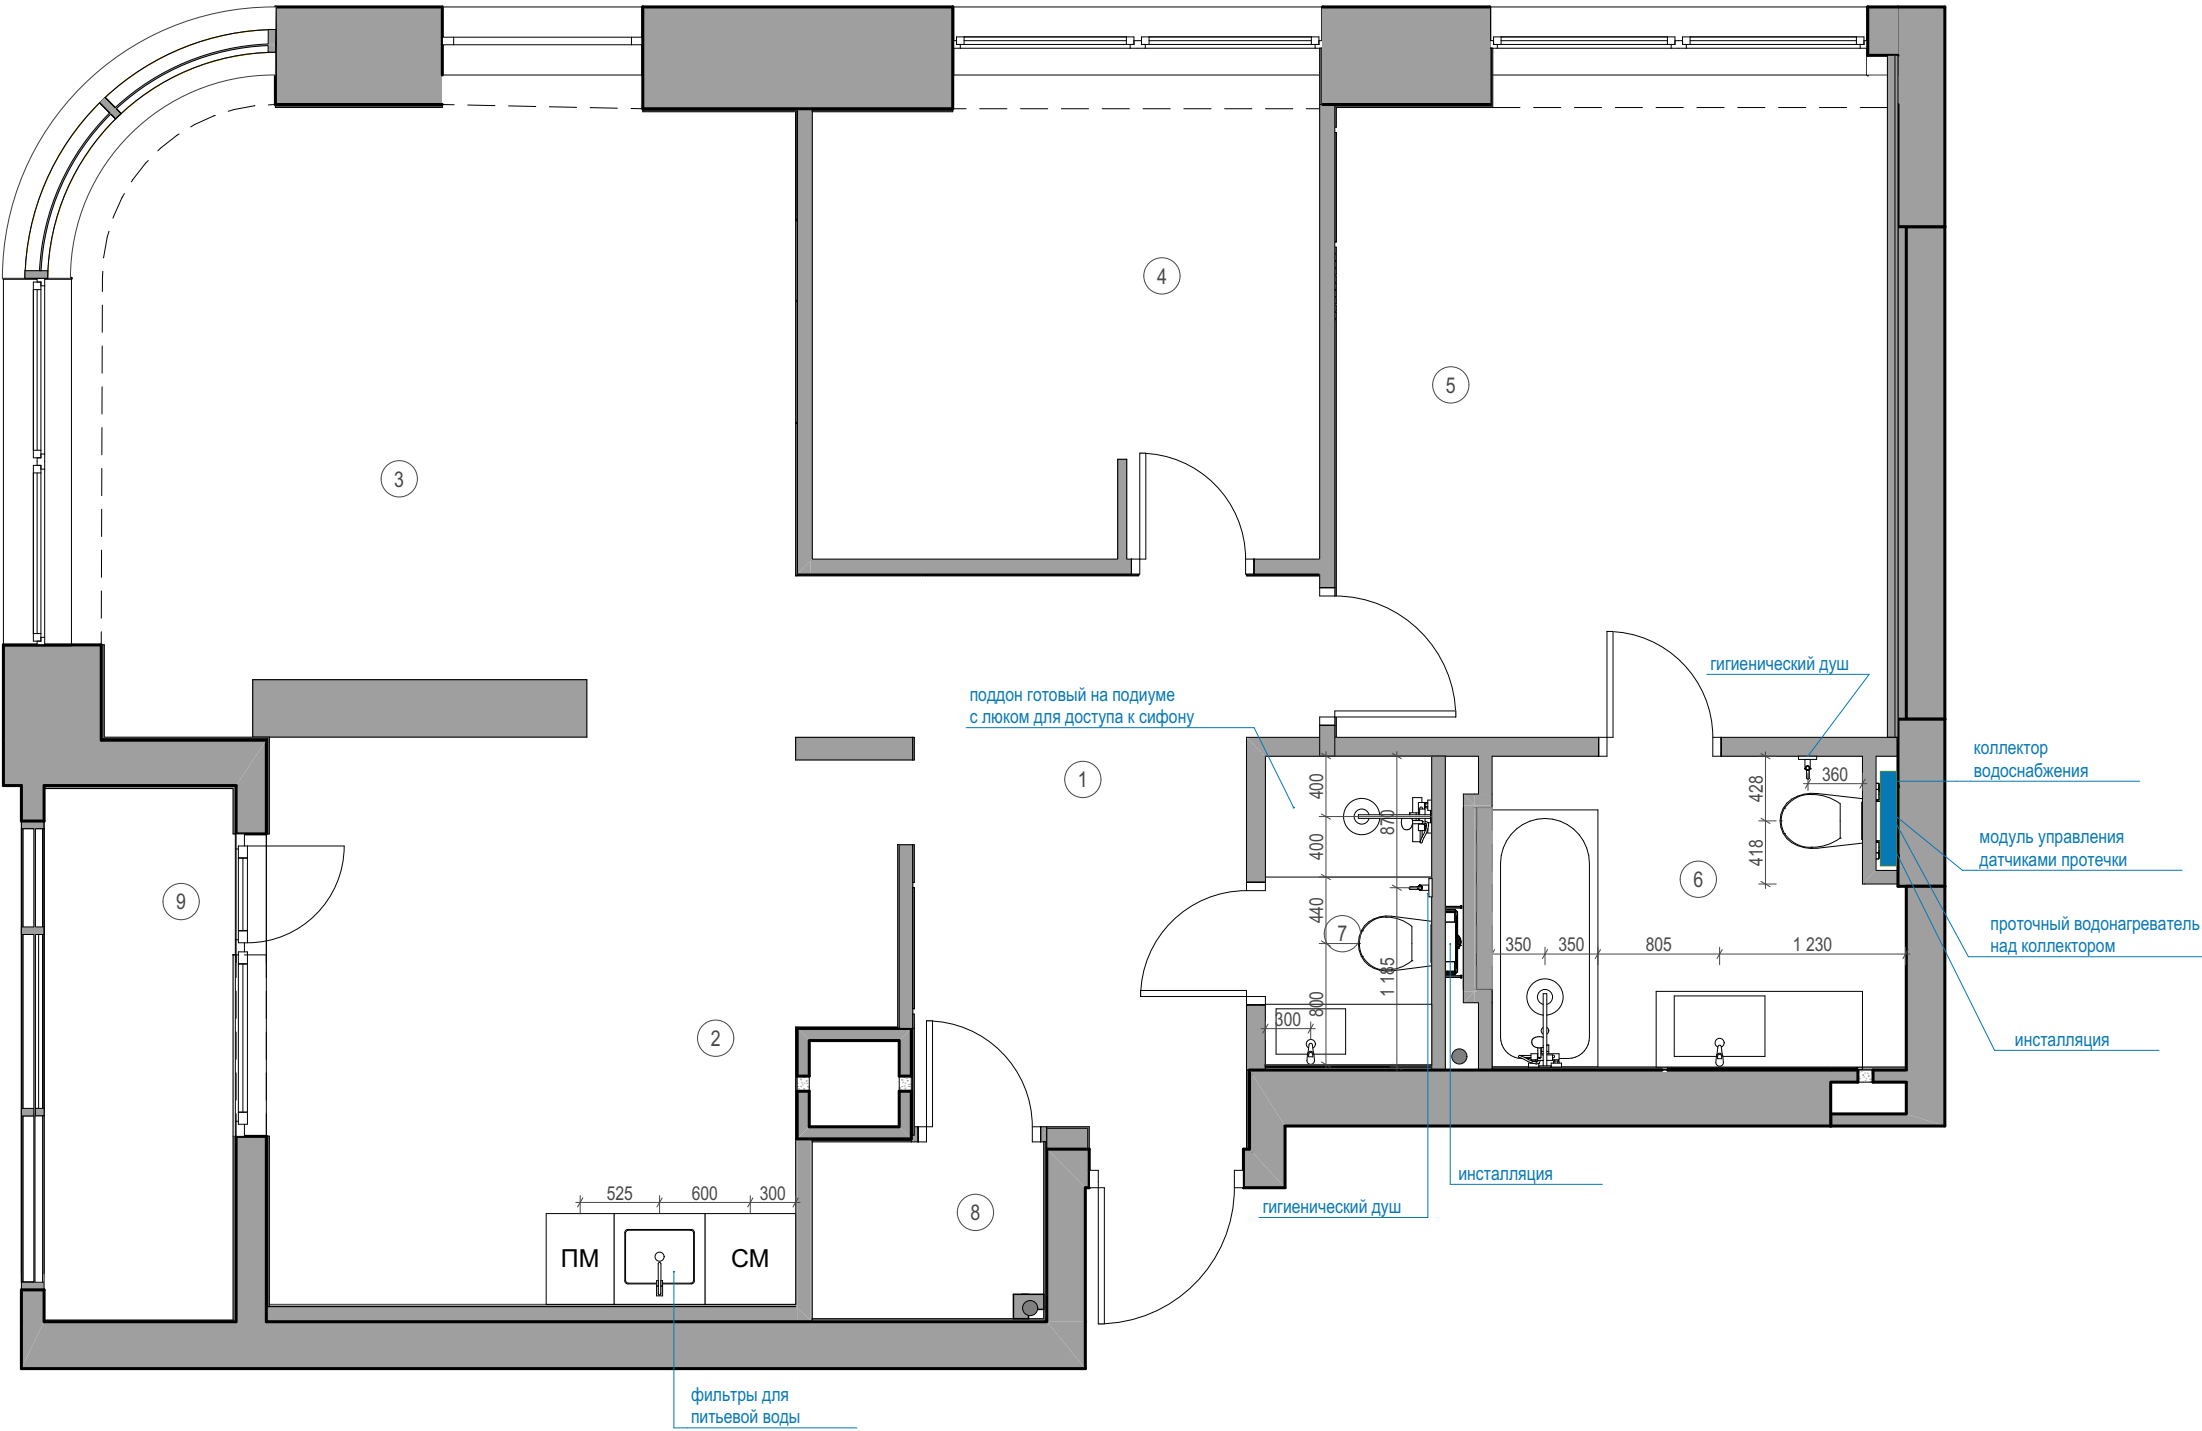 4
5
3
гигиенический душ
поддон готовый на подиуме
с люком для доступа к сифону
коллектор
водоснабжения
1
400
870
360
428
модуль управления
датчиками протечки
400
418
6
9
440
7
проточный водонагреватель
над коллектором
350
350
805
1 230
1 185
800
300
2
инсталляция
инсталляция
525
600
300
гигиенический душ
8
ПМ
СМ
фильтры для
питьевой воды